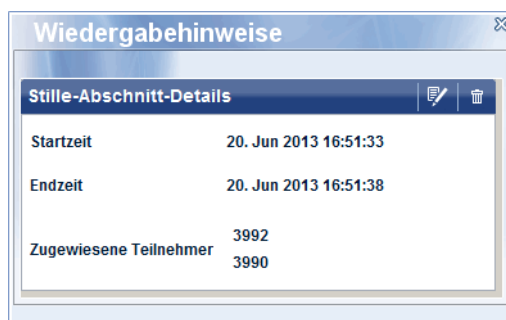 Wiedergabehinweise
Stille-Abschnitt-Details
Startzeit 20. Jun 2013 16:51:33
Endzeit 20. Jun 2013 16:51:38
Zugewiesene Teilnehmer 3992
3990